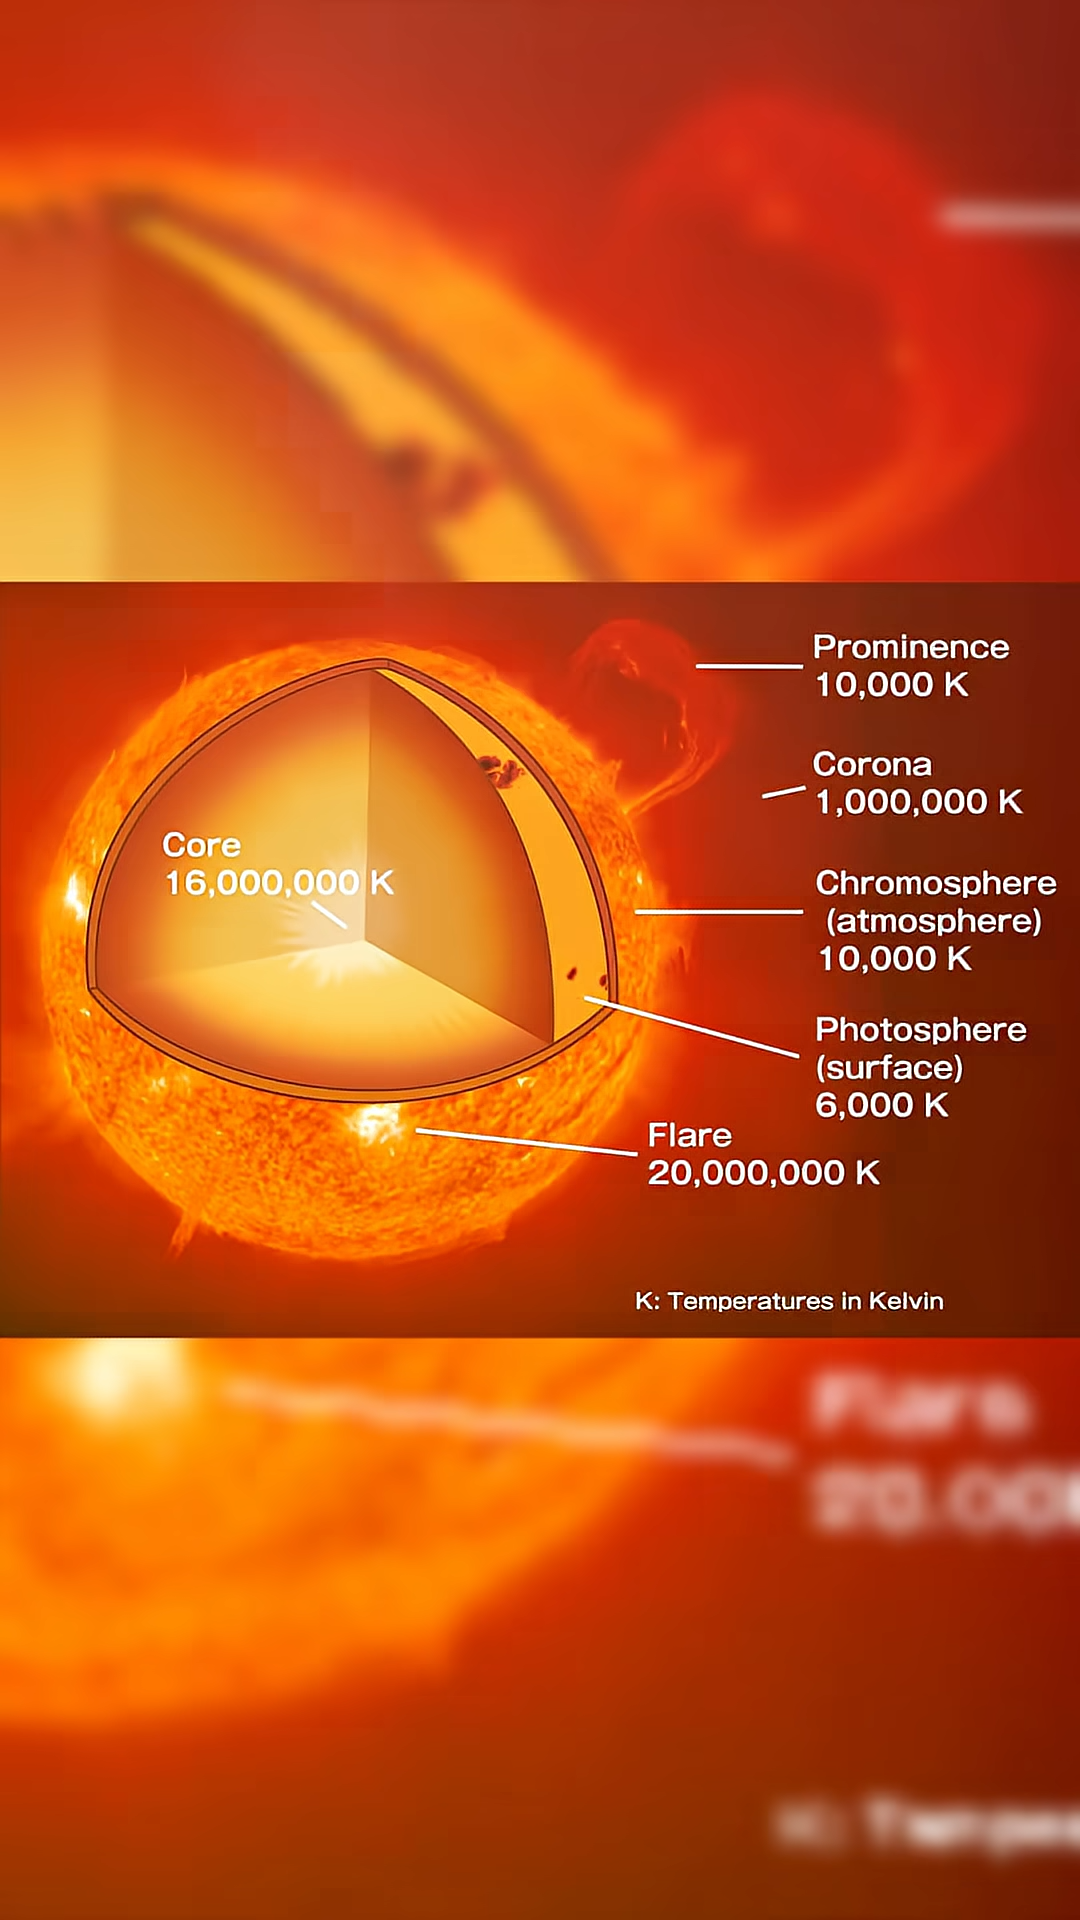 Prominence
10,000 K
Corona
1,000,000 K
Core
16,000,000 K
Chromosphere
(atmosphere)
10,000 K
Photosphere
(surface)
6,000 K
Flare
20,000,000 K
K: Temperatures in Kelvin
Flare